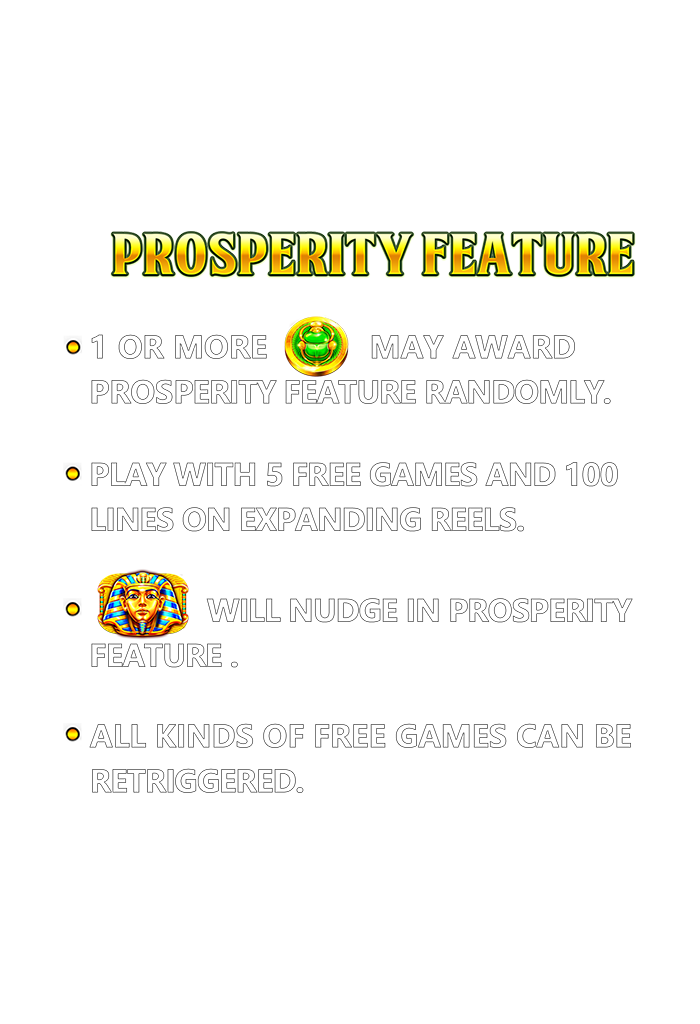 PROSPERITY FEATURE
1 OR MORE MAY AWARD
PROSPERITY FEATURE RANDOMLY.
PLAY WITH 5 FREE GAMES AND 100
LINES ON EXPANDING REELS.
WILL NUDGE IN PROSPERITY
FEATURE .
ALL KINDS OF FREE GAMES CAN BE
RETRIGGERED.